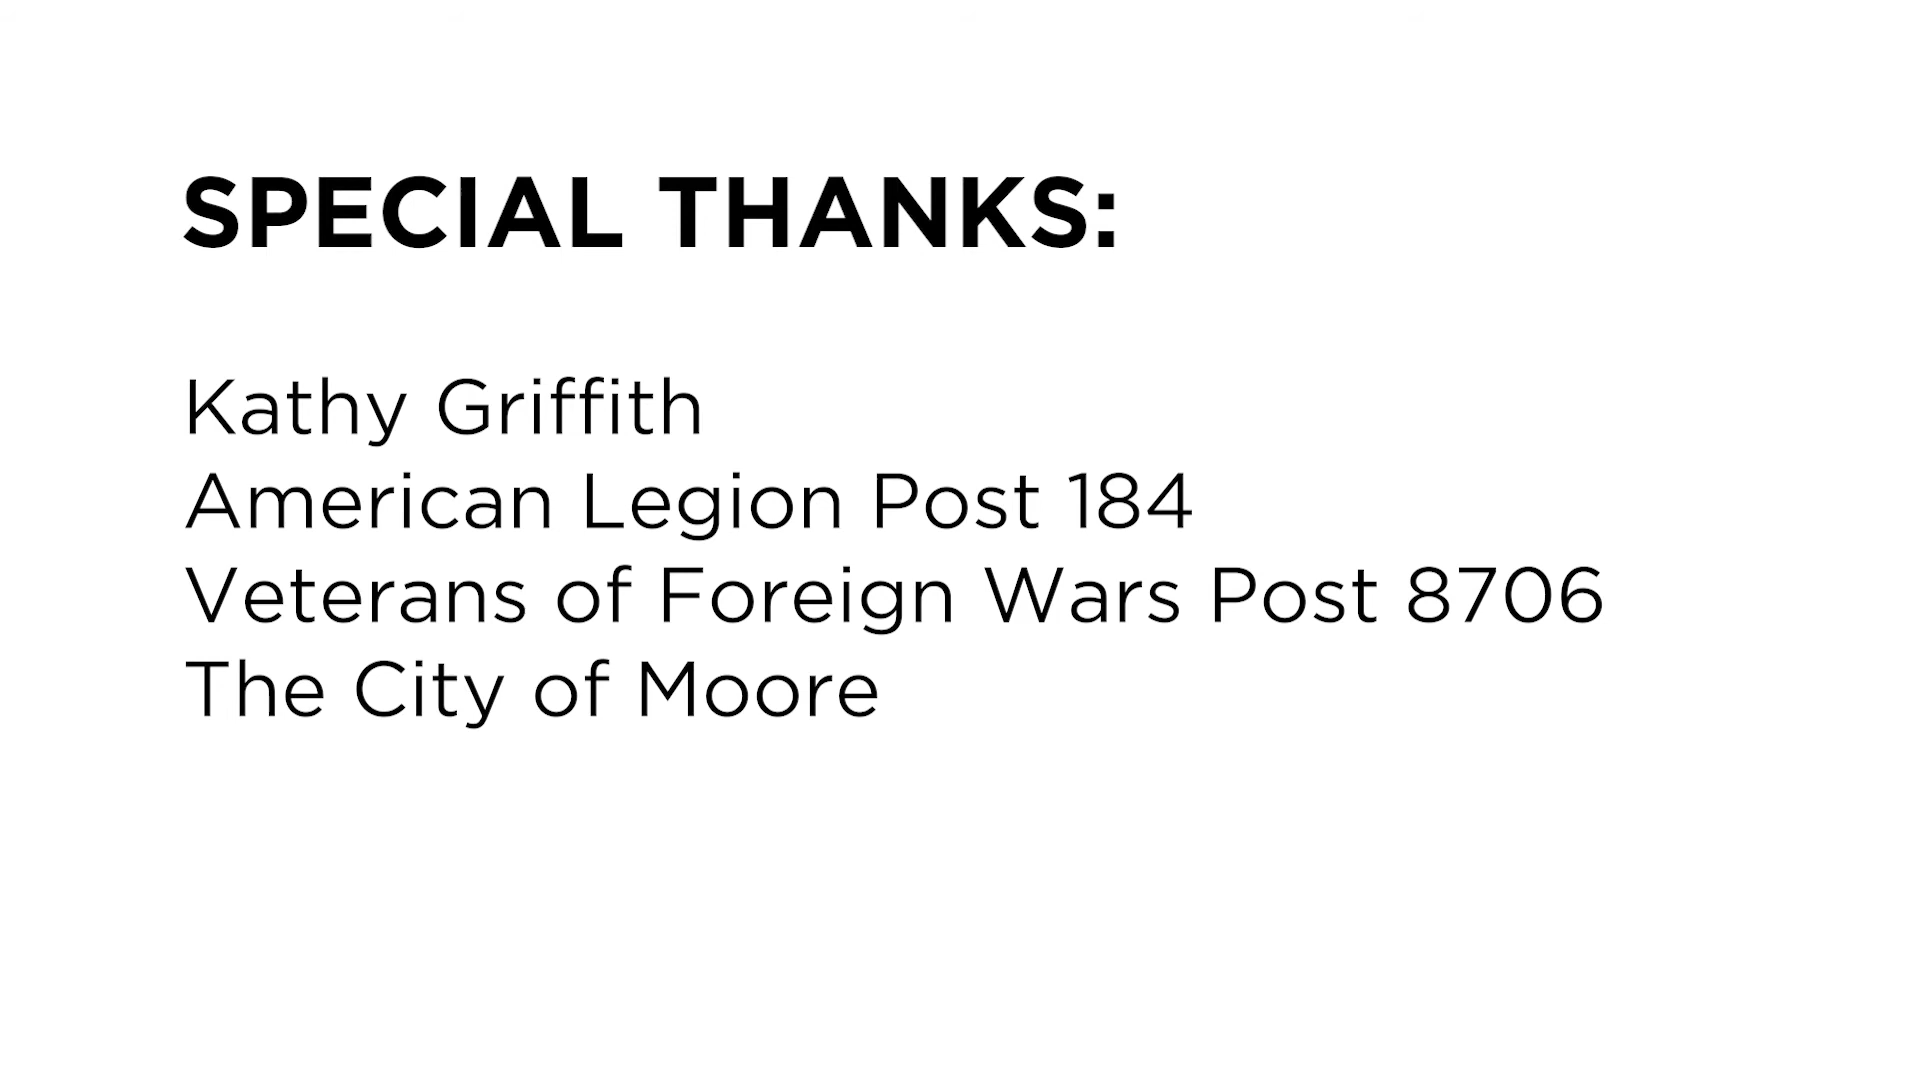 SPECIAL THANKS:
Kathy Griffith
American Legion Post 184
Veterans of Foreign Wars Post 8706
The City of Moore